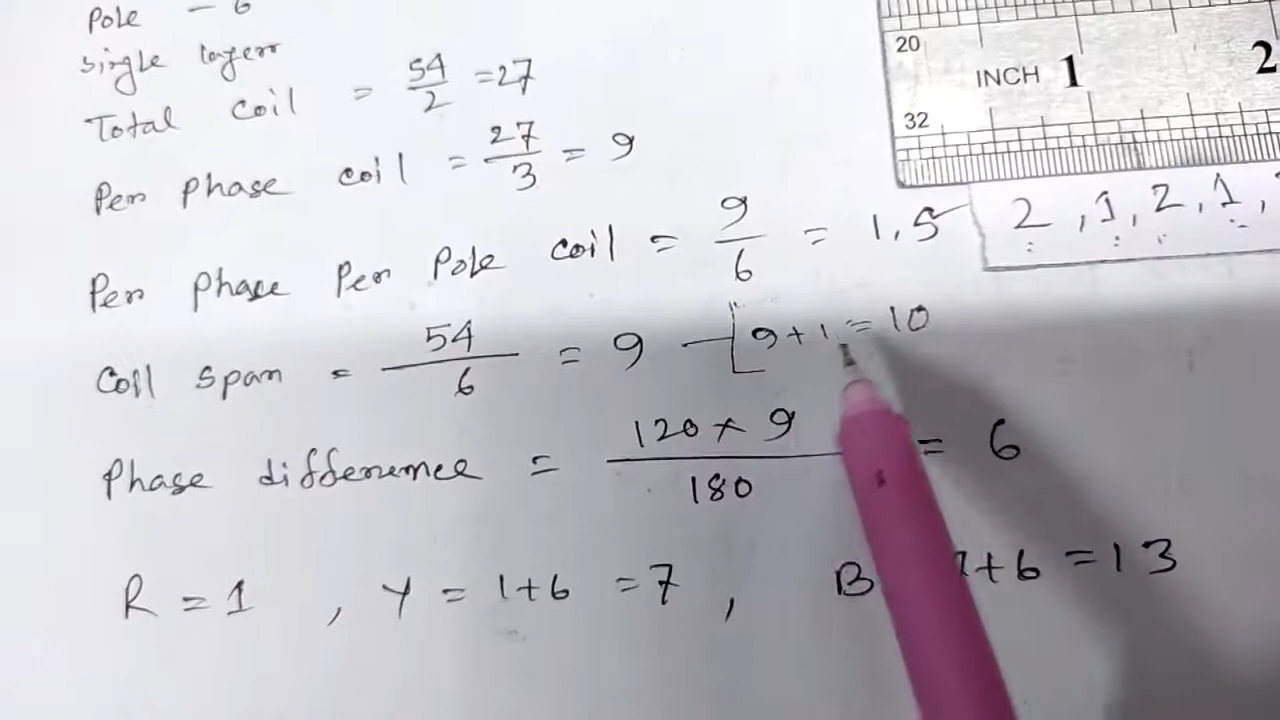 Pole - 6
single layerr
Total coil = 54/2 = 27
Per phase coil = 27/3 = 9
Per phase Per Pole coil = 9/6 = 1.5
2, 1, 2, 1,
Coil span = 54/6 = 9 - [9+1 = 10
Phase difference = 120 × 9/180 = 6
R = 1 , Y = 1+6 = 7 , B +6 = 13
20
INCH 1 2
32